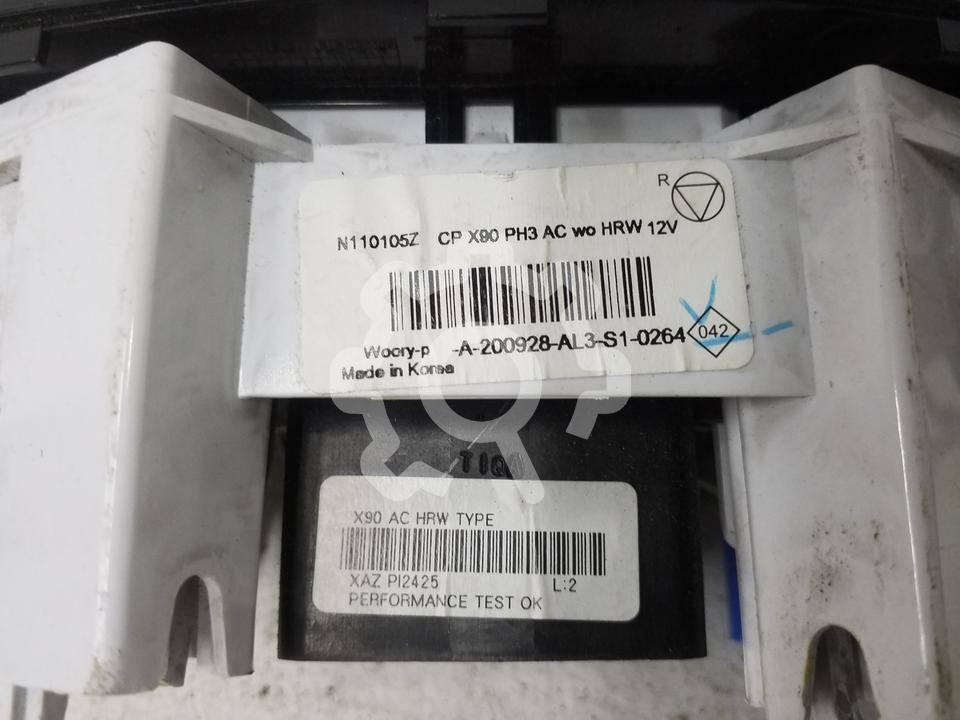 R
N110105Z CP X90 PH3 AC wo HRW 12V
Woory-p -A-200928-AL3-S1-0264
042
Made in Korea
X90 AC HRW TYPE
XAZ PI2425 L:2
PERFORMANCE TEST OK